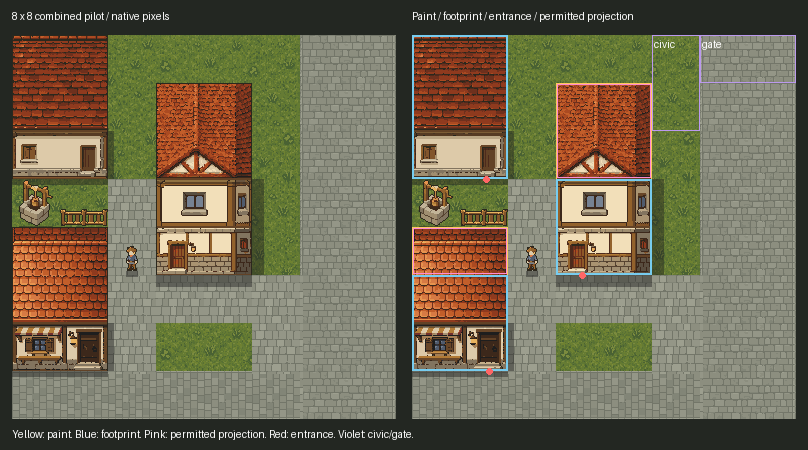 8 x 8 combined pilot / native pixels
Paint / footprint / entrance / permitted projection
civic
gate
Yellow: paint. Blue: footprint. Pink: permitted projection. Red: entrance. Violet: civic/gate.